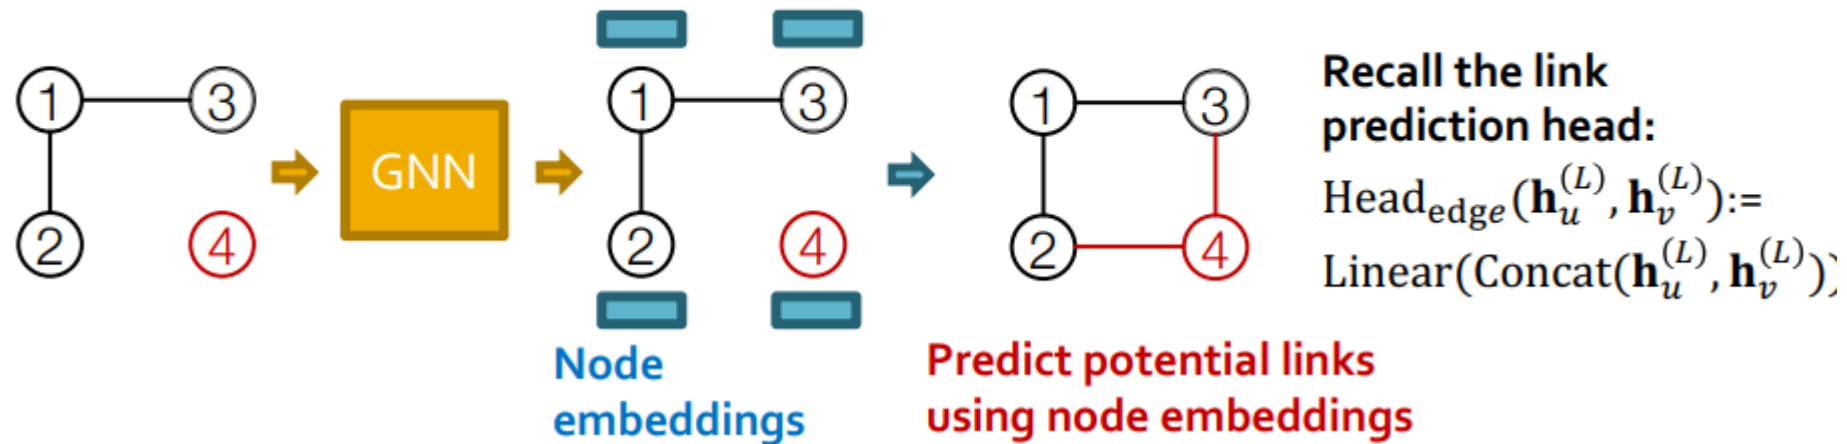 1 3
2 4
GNN
1 3
2 4
Node
embeddings
1 3
2 4
Predict potential links
using node embeddings
Recall the link
prediction head:
Head_edge(𝐡_u^(L), 𝐡_v^(L)):=
Linear(Concat(𝐡_u^(L), 𝐡_v^(L)))